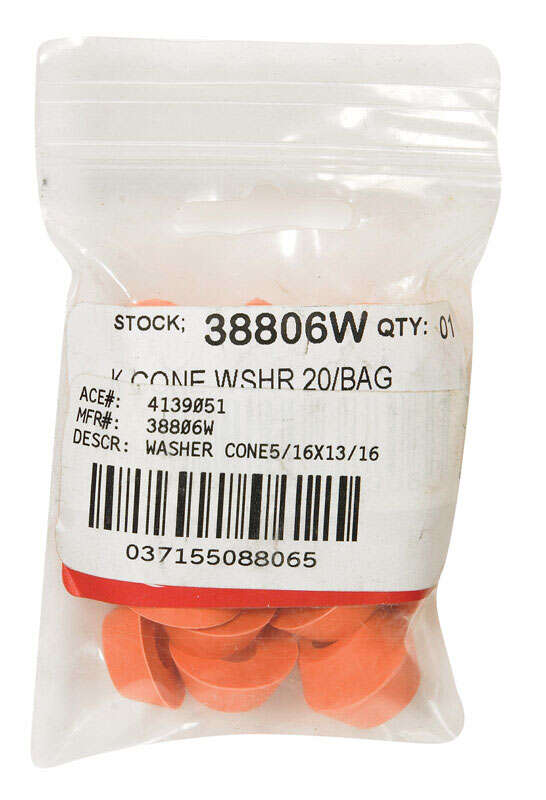 STOCK; 38806W QTY: 01
K CONE WSHR 20/BAG
ACE#: 4139051
MFR#: 38806W
DESCR: WASHER CONE5/16X13/16
037155088065